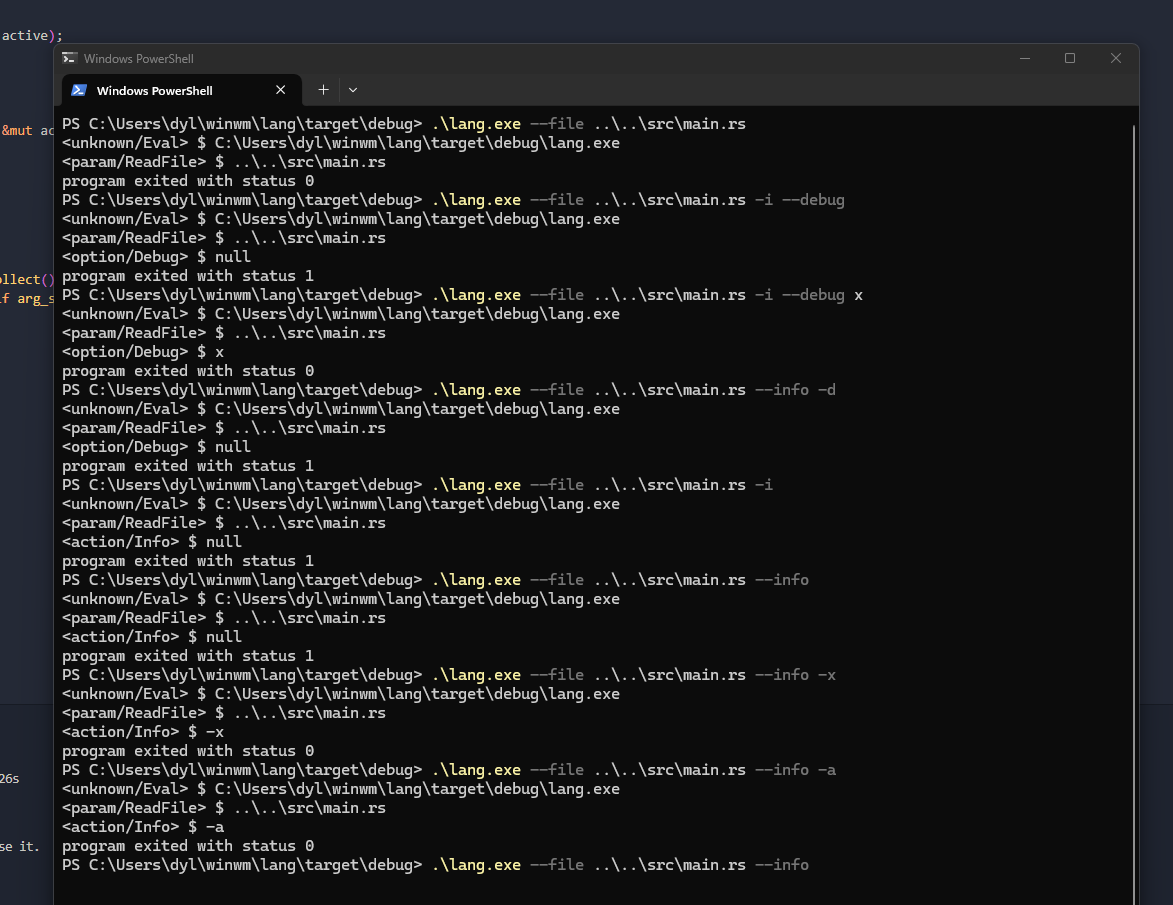 active);
Windows PowerShell
Windows PowerShell
&mut ac
PS C:\Users\dyl\winwm\lang\target\debug> .\lang.exe --file ..\..\src\main.rs
<unknown/Eval> $ C:\Users\dyl\winwm\lang\target\debug\lang.exe
<param/ReadFile> $ ..\..\src\main.rs
program exited with status 0
PS C:\Users\dyl\winwm\lang\target\debug> .\lang.exe --file ..\..\src\main.rs -i --debug
<unknown/Eval> $ C:\Users\dyl\winwm\lang\target\debug\lang.exe
<param/ReadFile> $ ..\..\src\main.rs
<option/Debug> $ null
program exited with status 1
ollect()
if arg_s
PS C:\Users\dyl\winwm\lang\target\debug> .\lang.exe --file ..\..\src\main.rs -i --debug x
<unknown/Eval> $ C:\Users\dyl\winwm\lang\target\debug\lang.exe
<param/ReadFile> $ ..\..\src\main.rs
<option/Debug> $ x
program exited with status 0
PS C:\Users\dyl\winwm\lang\target\debug> .\lang.exe --file ..\..\src\main.rs --info -d
<unknown/Eval> $ C:\Users\dyl\winwm\lang\target\debug\lang.exe
<param/ReadFile> $ ..\..\src\main.rs
<option/Debug> $ null
program exited with status 1
PS C:\Users\dyl\winwm\lang\target\debug> .\lang.exe --file ..\..\src\main.rs -i
<unknown/Eval> $ C:\Users\dyl\winwm\lang\target\debug\lang.exe
<param/ReadFile> $ ..\..\src\main.rs
<action/Info> $ null
program exited with status 1
PS C:\Users\dyl\winwm\lang\target\debug> .\lang.exe --file ..\..\src\main.rs --info
<unknown/Eval> $ C:\Users\dyl\winwm\lang\target\debug\lang.exe
<param/ReadFile> $ ..\..\src\main.rs
<action/Info> $ null
program exited with status 1
PS C:\Users\dyl\winwm\lang\target\debug> .\lang.exe --file ..\..\src\main.rs --info -x
<unknown/Eval> $ C:\Users\dyl\winwm\lang\target\debug\lang.exe
<param/ReadFile> $ ..\..\src\main.rs
<action/Info> $ -x
program exited with status 0
PS C:\Users\dyl\winwm\lang\target\debug> .\lang.exe --file ..\..\src\main.rs --info -a
26s
<unknown/Eval> $ C:\Users\dyl\winwm\lang\target\debug\lang.exe
<param/ReadFile> $ ..\..\src\main.rs
<action/Info> $ -a
se it.
program exited with status 0
PS C:\Users\dyl\winwm\lang\target\debug> .\lang.exe --file ..\..\src\main.rs --info